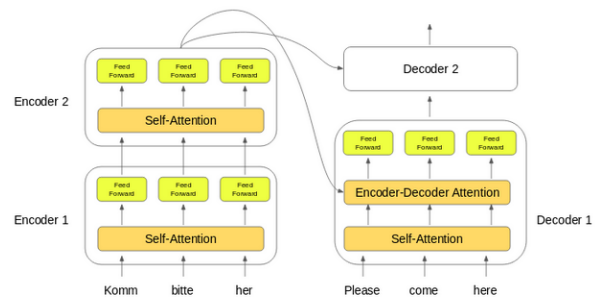 Feed Forward Feed Forward Feed Forward
Self-Attention
Encoder 2
Feed Forward Feed Forward Feed Forward
Self-Attention
Encoder 1
Komm bitte her
Decoder 2
Feed Forward Feed Forward Feed Forward
Encoder-Decoder Attention
Self-Attention
Decoder 1
Please come here